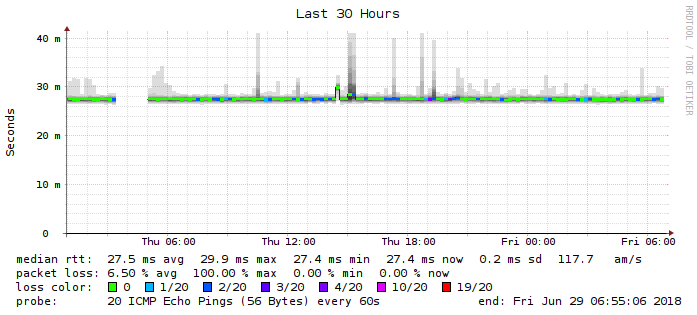 Last 30 Hours
RRDTOOL / TOBI OETIKER
Seconds
40 m
30 m
20 m
10 m
0
Thu 06:00 Thu 12:00 Thu 18:00 Fri 00:00 Fri 06:00
median rtt: 27.5 ms avg 29.9 ms max 27.4 ms min 27.4 ms now 0.2 ms sd 117.7 am/s
packet loss: 6.50 % avg 100.00 % max 0.00 % min 0.00 % now
loss color: 0 1/20 2/20 3/20 4/20 10/20 19/20
probe: 20 ICMP Echo Pings (56 Bytes) every 60s end: Fri Jun 29 06:55:06 2018